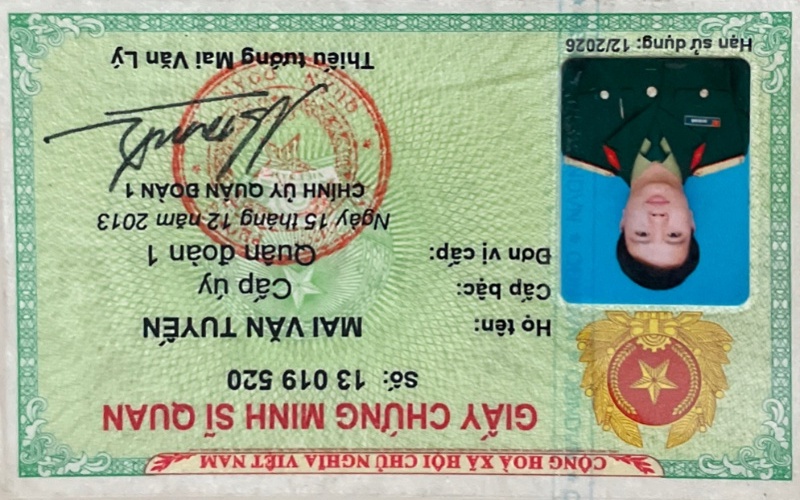 CỘNG HOÀ XÃ HỘI CHỦ NGHĨA VIỆT NAM
GIẤY CHỨNG MINH SĨ QUAN
Số: 13 019 520
Họ tên: MAI VĂN TUYẾN
Cấp bậc: Cấp úy
Đơn vị cấp: Quân đoàn 1
Ngày 15 tháng 12 năm 2013
CHÍNH ỦY QUÂN ĐOÀN 1
Thiếu tướng Mai Văn Lý
Hạn sử dụng: 12/2026